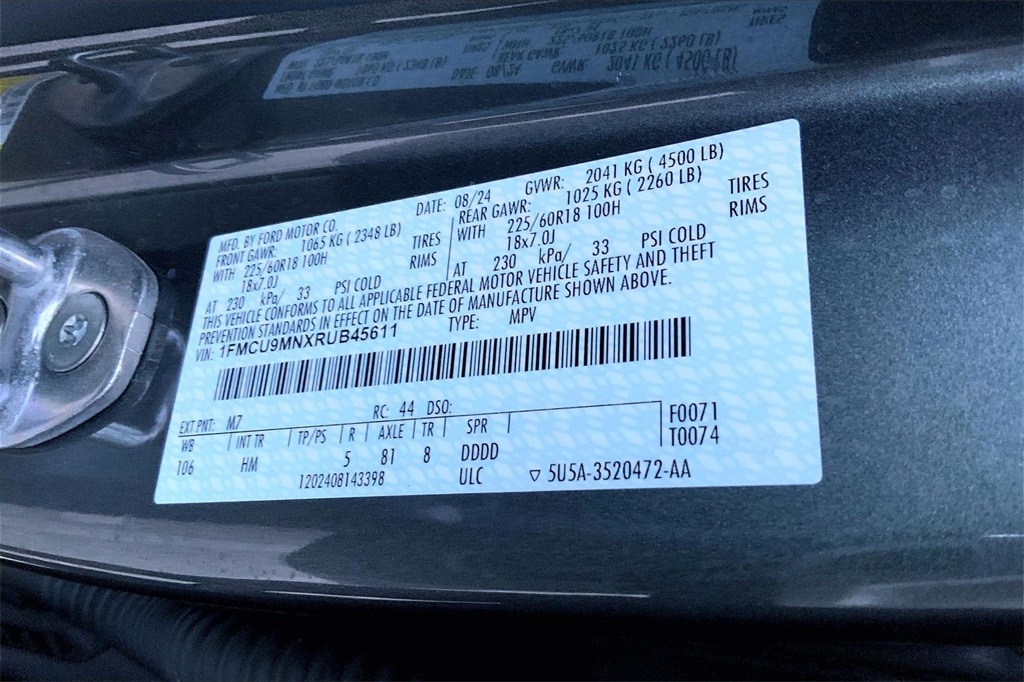 MFD. BY FORD MOTOR CO. DATE: 08/24 GVWR: 2041 KG ( 4500 LB)
FRONT GAWR: 1065 KG ( 2348 LB) REAR GAWR: 1025 KG ( 2260 LB)
WITH 225/60R18 100H TIRES WITH 225/60R18 100H TIRES
18x7.0J RIMS 18x7.0J RIMS
AT 230 kPa/ 33 PSI COLD AT 230 kPa/ 33 PSI COLD
THIS VEHICLE CONFORMS TO ALL APPLICABLE FEDERAL MOTOR VEHICLE SAFETY AND THEFT
PREVENTION STANDARDS IN EFFECT ON THE DATE OF MANUFACTURE SHOWN ABOVE.
VIN: 1FMCU9MNXRUB45611 TYPE: MPV
EXT PNT: M7 RC: 44 DSO: F0071
WB INT TR TP/PS R AXLE TR SPR T0074
106 HM 5 81 8 DDDD
1202408143398 ULC ▽ 5U5A-3520472-AA